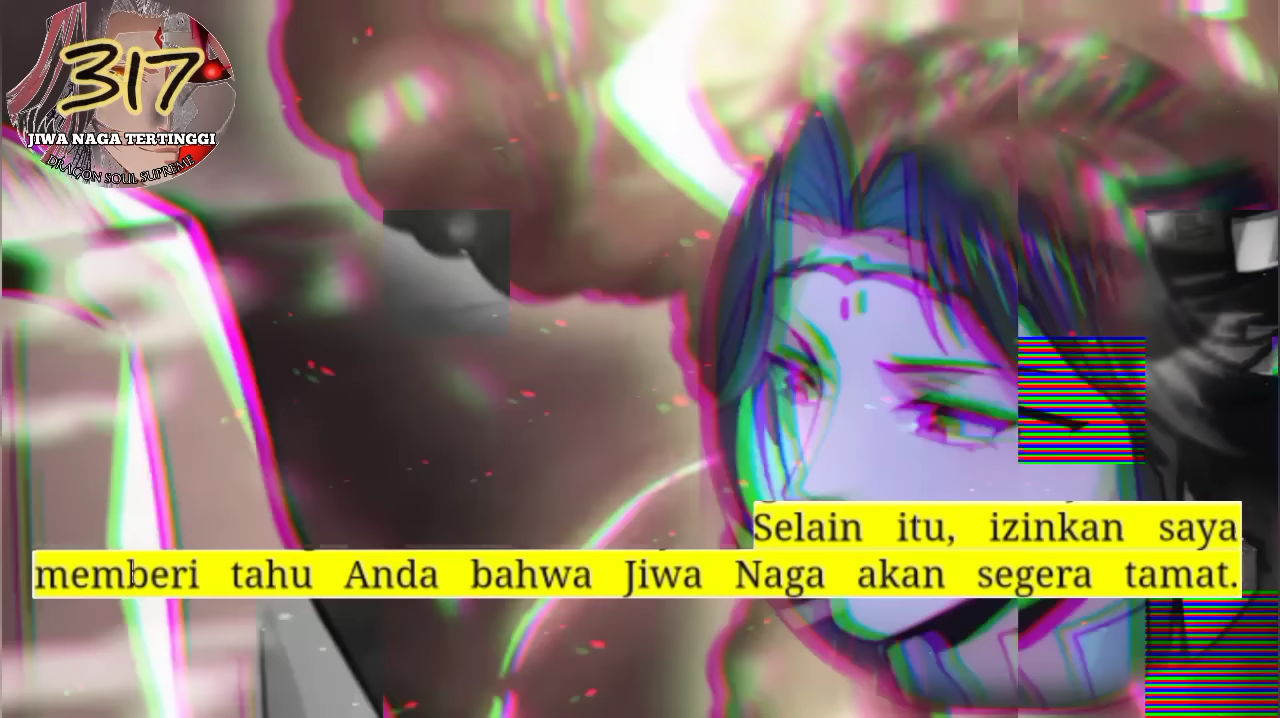 317
JIWA NAGA TERTINGGI
DRAGON SOUL SUPREME
Selain itu, izinkan saya
memberi tahu Anda bahwa Jiwa Naga akan segera tamat.